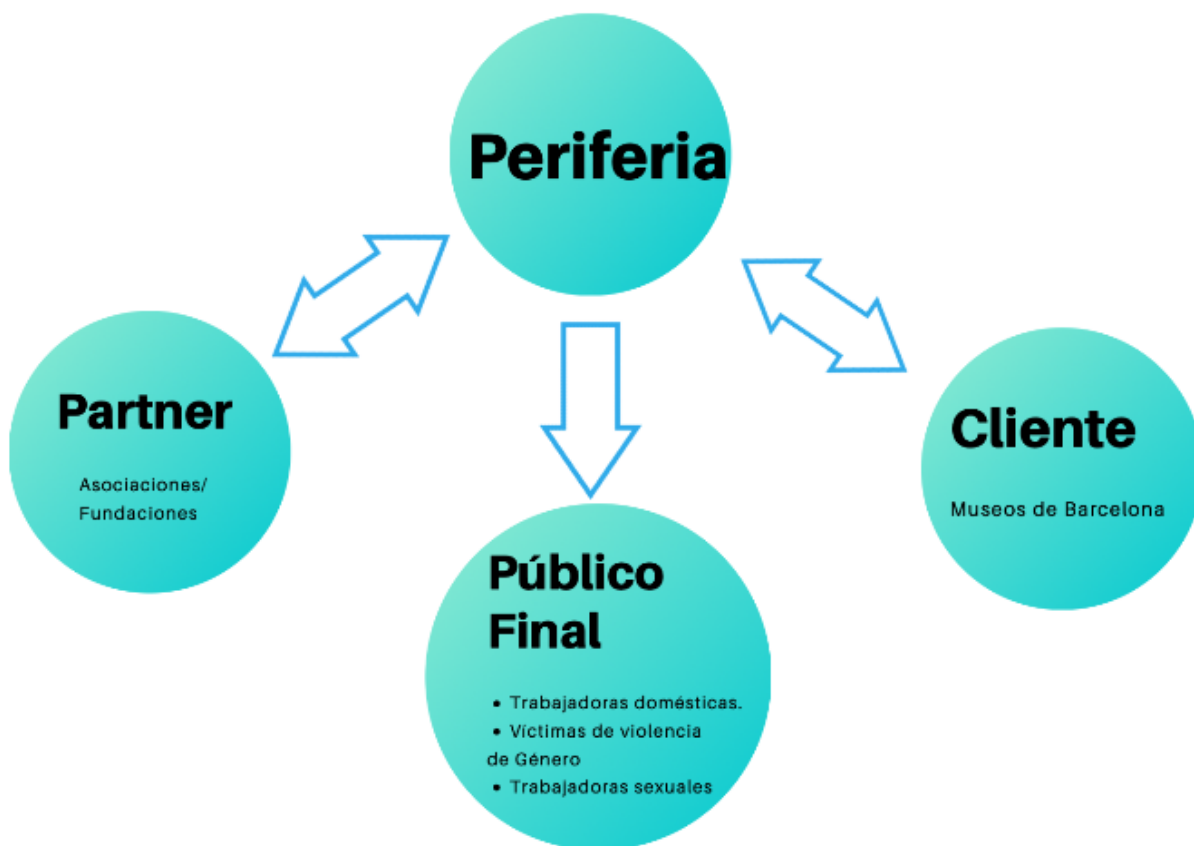 Periferia
Partner
Asociaciones/
Fundaciones
Cliente
Museos de Barcelona
Público
Final
• Trabajadoras domésticas.
• Víctimas de violencia
de Género
• Trabajadoras sexuales